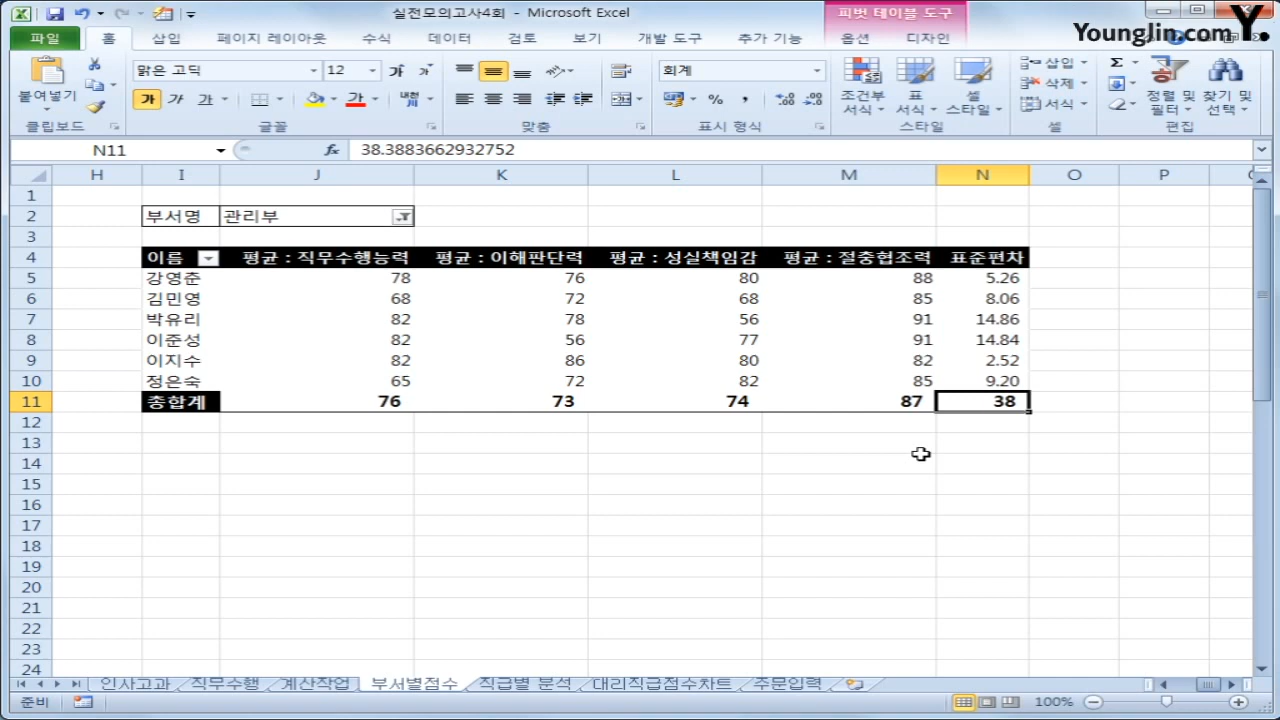 실전모의고사4회 - Microsoft Excel
피벗 테이블 도구
YoungJin.com Y.
파일 홈 삽입 페이지 레이아웃 수식 데이터 검토 보기 개발 도구 추가 기능 옵션 디자인
붙여넣기
맑은 고딕 12
가 가 가
회계
조건부 서식 표 서식 셀 스타일
삽입
삭제
서식
정렬 및 필터 찾기 및 선택
클립보드 글꼴 맞춤 표시 형식 스타일 셀 편집
N11 fx 38.3883662932752
H I J K L M N O P
1
2 부서명 관리부
3
4 이름 평균 : 직무수행능력 평균 : 이해판단력 평균 : 성실책임감 평균 : 절충협조력 표준편차
5 강영춘 78 76 80 88 5.26
6 김민영 68 72 68 85 8.06
7 박유리 82 78 56 91 14.86
8 이준성 82 56 77 91 14.84
9 이지수 82 86 80 82 2.52
10 정은숙 65 72 82 85 9.20
11 총합계 76 73 74 87 38
12
13
14
15
16
17
18
19
20
21
22
23
24
인사고과 직무수행 계산작업 부서별점수 직급별 분석 대리직급점수차트 주문입력
준비 100%